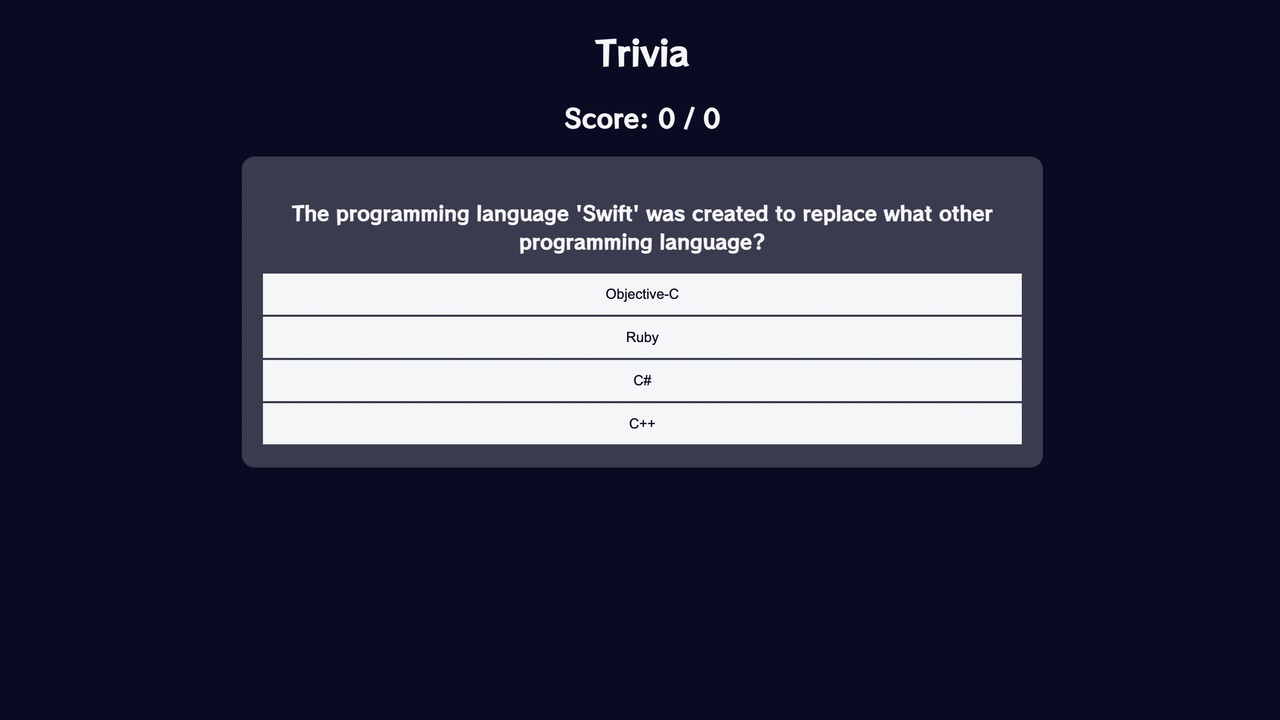 Trivia
Score: 0 / 0
The programming language 'Swift' was created to replace what other
programming language?
Objective-C
Ruby
C#
C++